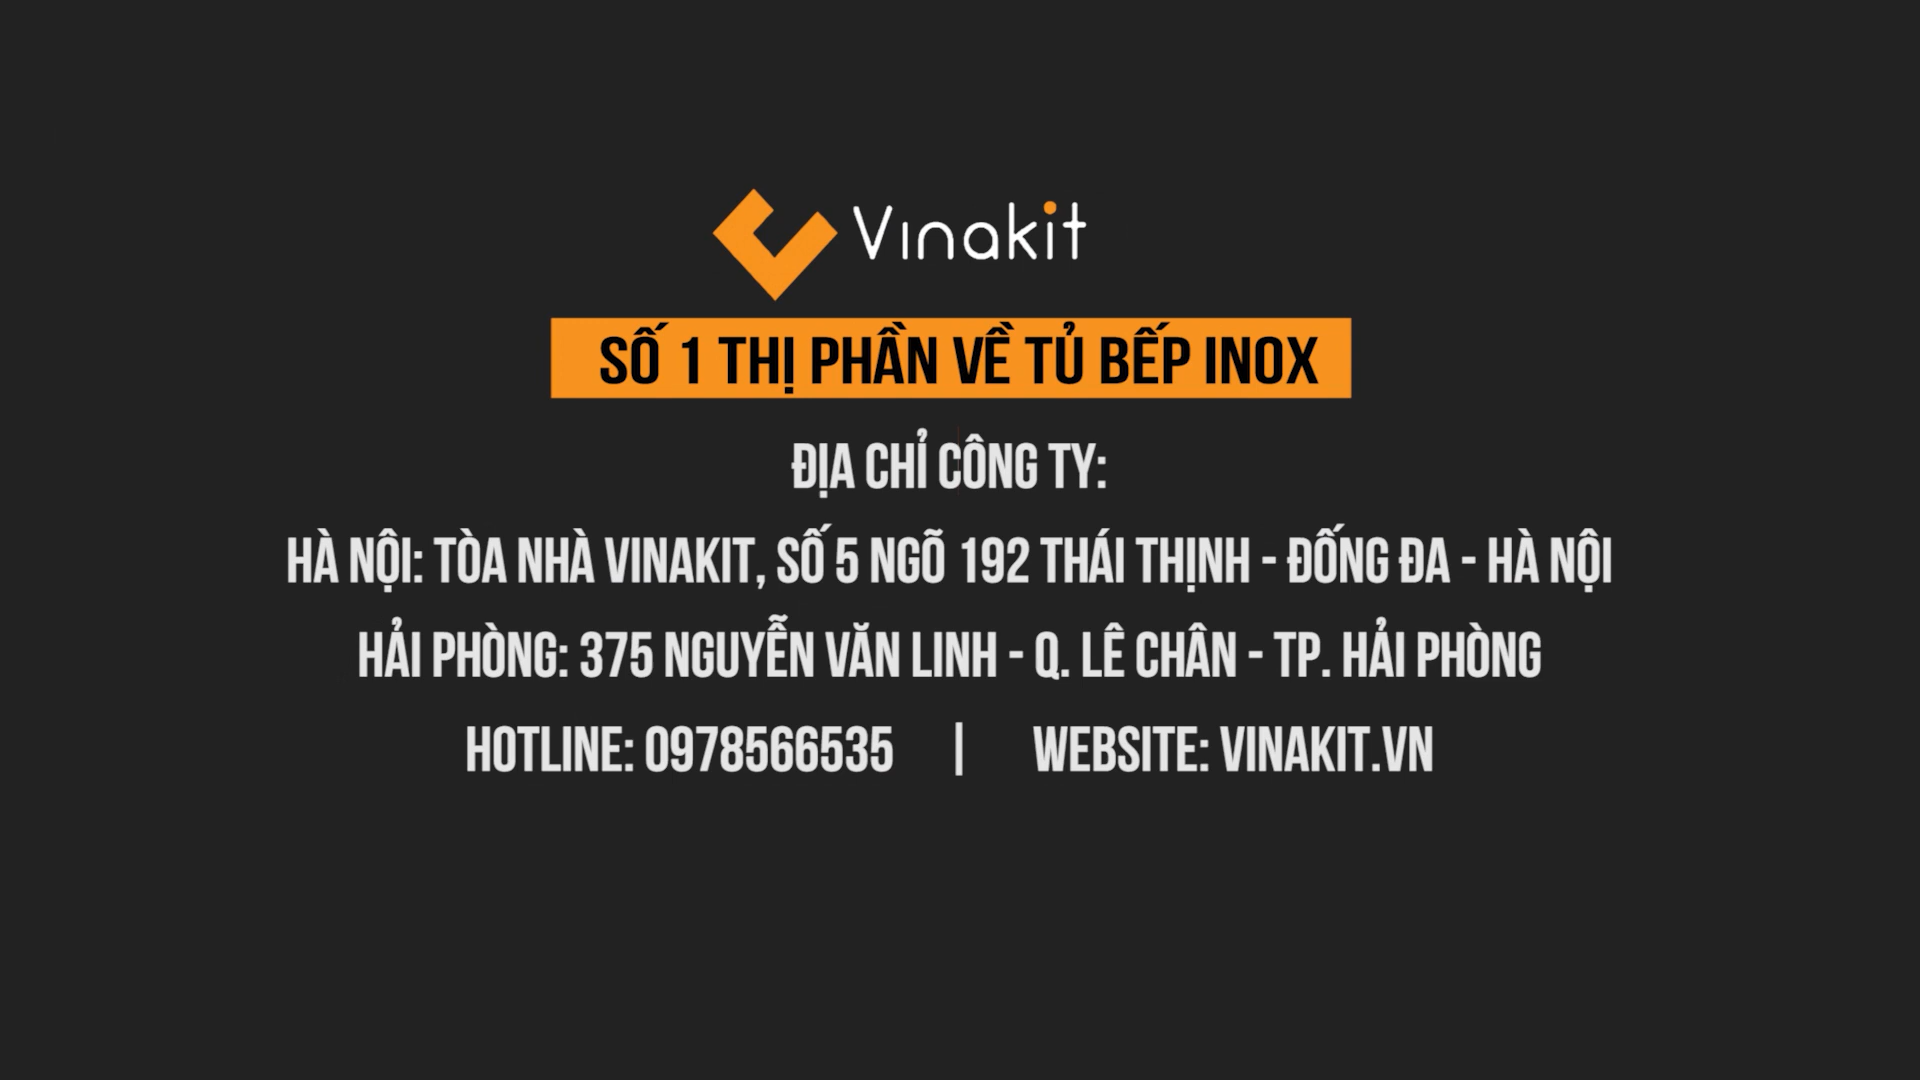 Vinakit
SỐ 1 THỊ PHẦN VỀ TỦ BẾP INOX
ĐỊA CHỈ CÔNG TY:
HÀ NỘI: TÒA NHÀ VINAKIT, SỐ 5 NGÕ 192 THÁI THỊNH - ĐỐNG ĐA - HÀ NỘI
HẢI PHÒNG: 375 NGUYỄN VĂN LINH - Q. LÊ CHÂN - TP. HẢI PHÒNG
HOTLINE: 0978566535 | WEBSITE: VINAKIT.VN